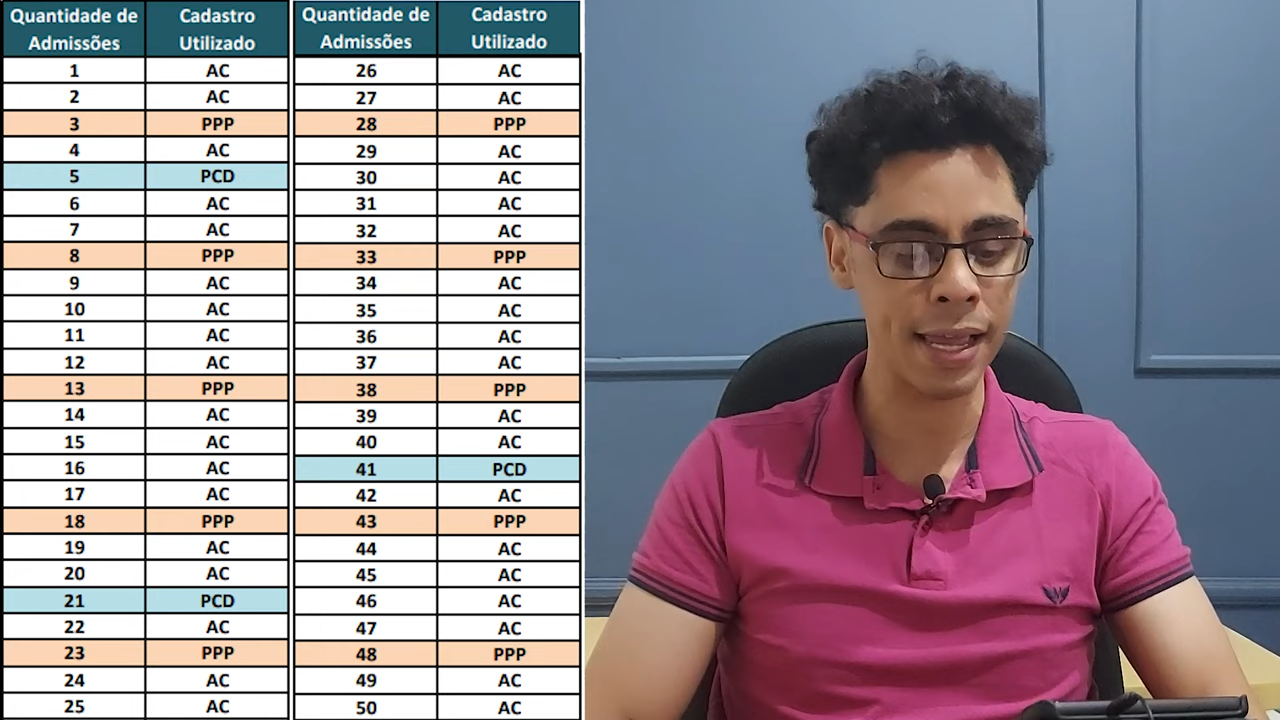 Quantidade de Admissões Cadastro Utilizado
1 AC
2 AC
3 PPP
4 AC
5 PCD
6 AC
7 AC
8 PPP
9 AC
10 AC
11 AC
12 AC
13 PPP
14 AC
15 AC
16 AC
17 AC
18 PPP
19 AC
20 AC
21 PCD
22 AC
23 PPP
24 AC
25 AC
Quantidade de Admissões Cadastro Utilizado
26 AC
27 AC
28 PPP
29 AC
30 AC
31 AC
32 AC
33 PPP
34 AC
35 AC
36 AC
37 AC
38 PPP
39 AC
40 AC
41 PCD
42 AC
43 PPP
44 AC
45 AC
46 AC
47 AC
48 PPP
49 AC
50 AC